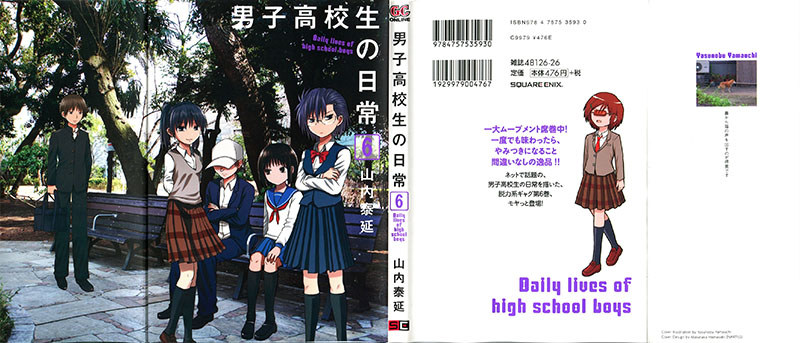 男子高校生の日常
Daily lives of
high school boys
6
山内泰延
GC
ONLINE
男子高校生の日常
6
Daily lives
of
high school
boys
山内泰延
9784757535930
1929979004767
ISBN978 4 7575 3593 0
C9979 ¥476E
雑誌48126-26
定価 本体476円 +税
SQUARE ENIX.
一大ムーブメント席巻中!
一度でも味わったら、
やみつきになること
間違いなしの逸品!!
ネットで話題の、
男子高校生の日常を描いた、
脱力系ギャグ第6巻、
モヤっと登場!
Daily lives of
high school boys
Yasunobu Yamauchi